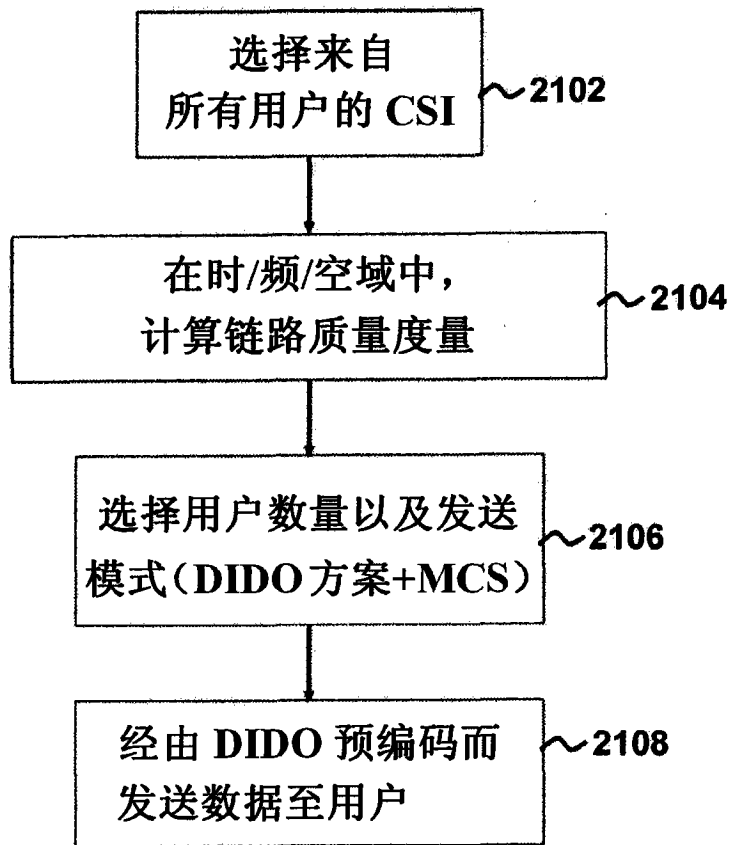 选择来自
所有用户的 CSI
2102
在时/频/空域中,
计算链路质量度量
2104
选择用户数量以及发送
模式(DIDO方案+MCS)
2106
经由 DIDO 预编码而
发送数据至用户
2108